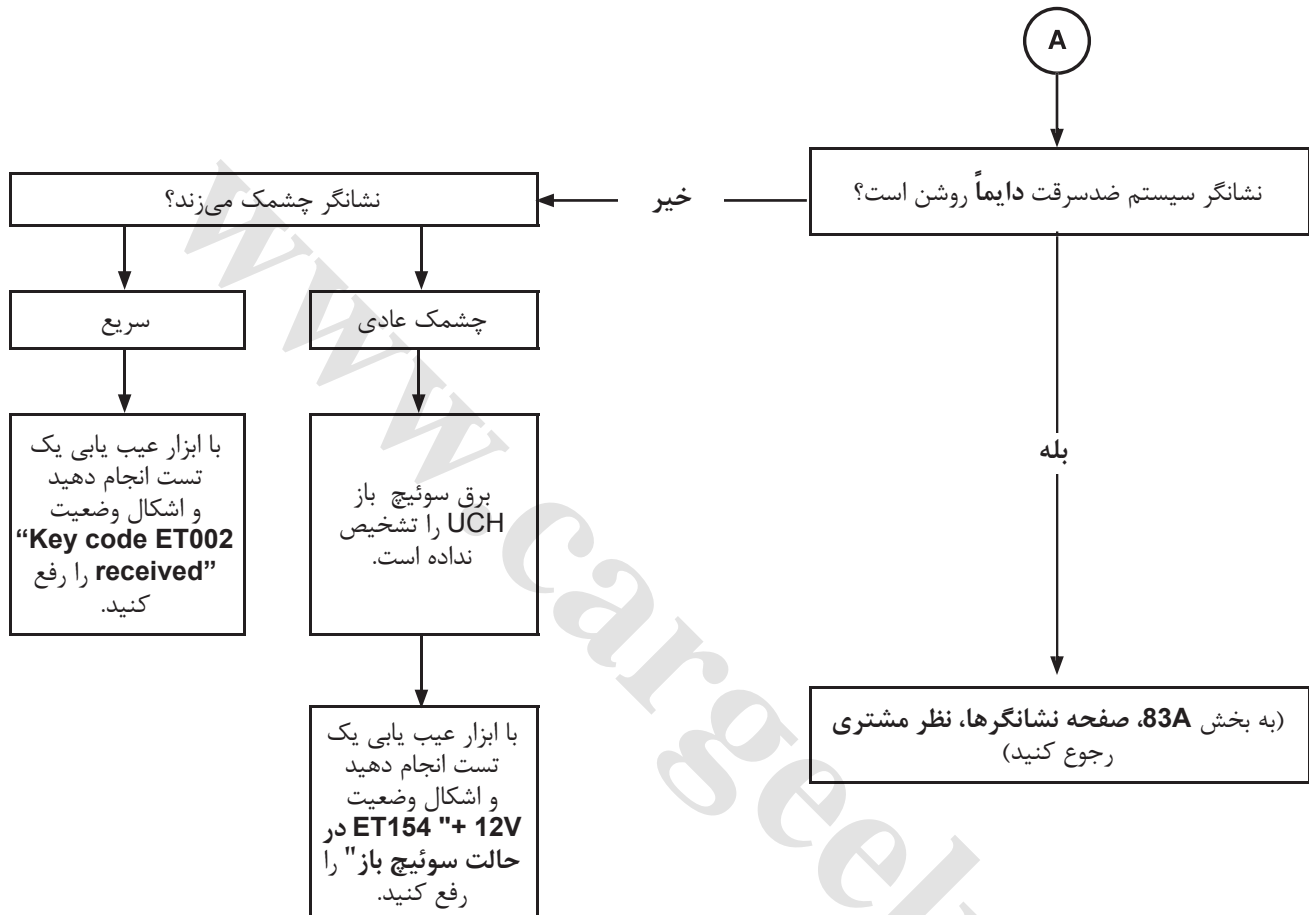 A
نشانگر سیستم ضدسرقت دایماً روشن است؟
خیر
نشانگر چشمک می‌زند؟
چشمک عادی
سریع
برق سوئیچ باز
UCH را تشخیص
نداده است.
با ابزار عیب یابی یک
تست انجام دهید
و اشکال وضعیت
“Key code ET002
received” را رفع
کنید.
بله
با ابزار عیب یابی یک
تست انجام دهید
و اشکال وضعیت
ET154 "+ 12V در
حالت سوئیچ باز" را
رفع کنید.
(به بخش 83A، صفحه نشانگرها، نظر مشتری
رجوع کنید)